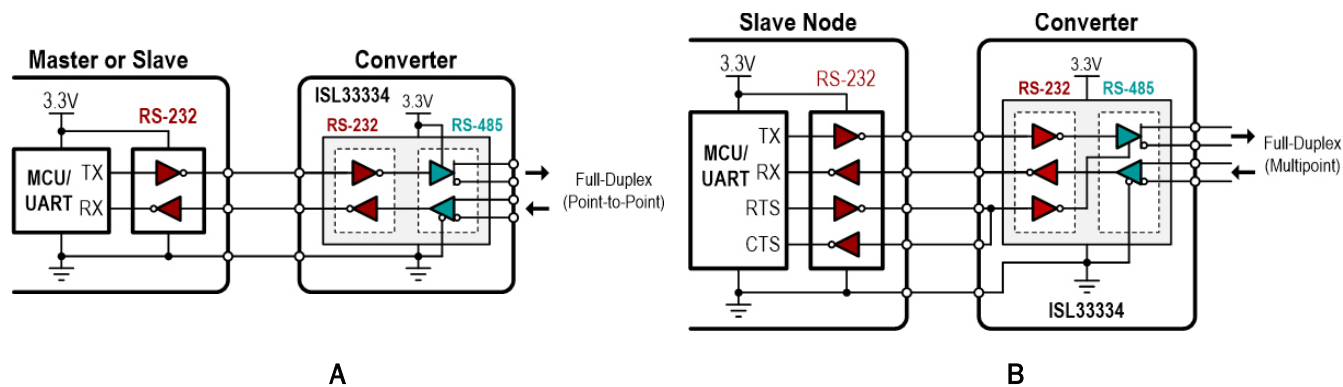 Master or Slave
Converter
3.3V
RS-232
ISL33334
3.3V
RS-232
RS-485
MCU/
UART
TX
RX
Full-Duplex
(Point-to-Point)
A
Slave Node
Converter
3.3V
RS-232
3.3V
RS-232
RS-485
MCU/
UART
TX
RX
RTS
CTS
Full-Duplex
(Multipoint)
ISL33334
B